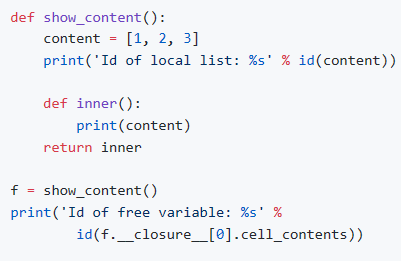 def show_content():
    content = [1, 2, 3]
    print('Id of local list: %s' % id(content))

    def inner():
        print(content)
    return inner

f = show_content()
print('Id of free variable: %s' %
        id(f.__closure__[0].cell_contents))